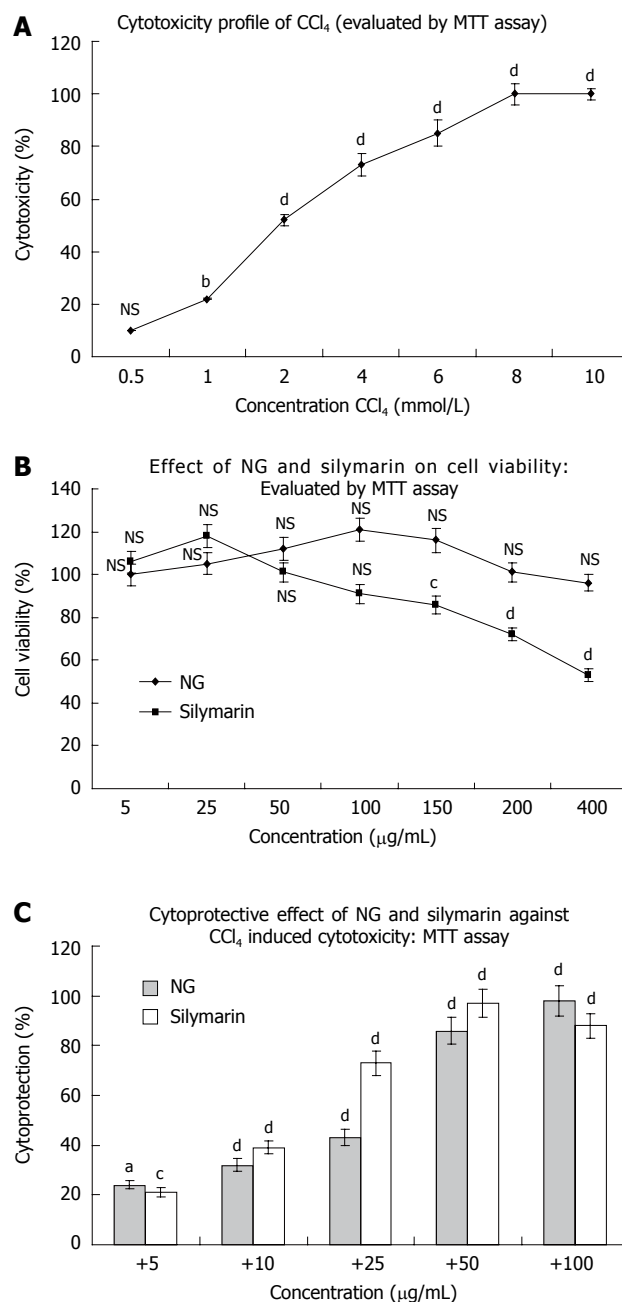 A
Cytotoxicity profile of CCl₄ (evaluated by MTT assay)
120
100
80
60
40
20
0
Cytotoxicity (%)
NS
b
d
d
d
d
d
0.5 1 2 4 6 8 10
Concentration CCl₄ (mmol/L)
B
Effect of NG and silymarin on cell viability:
Evaluated by MTT assay
140
120
100
80
60
40
20
0
Cell viability (%)
NS NS NS NS NS NS NS
NS NS NS NS c d d
NG
Silymarin
5 25 50 100 150 200 400
Concentration (μg/mL)
C
Cytoprotective effect of NG and silymarin against
CCl₄ induced cytotoxicity: MTT assay
120
100
80
60
40
20
0
Cytoprotection (%)
NG
Silymarin
a c d d d d d d d d
+5 +10 +25 +50 +100
Concentration (μg/mL)